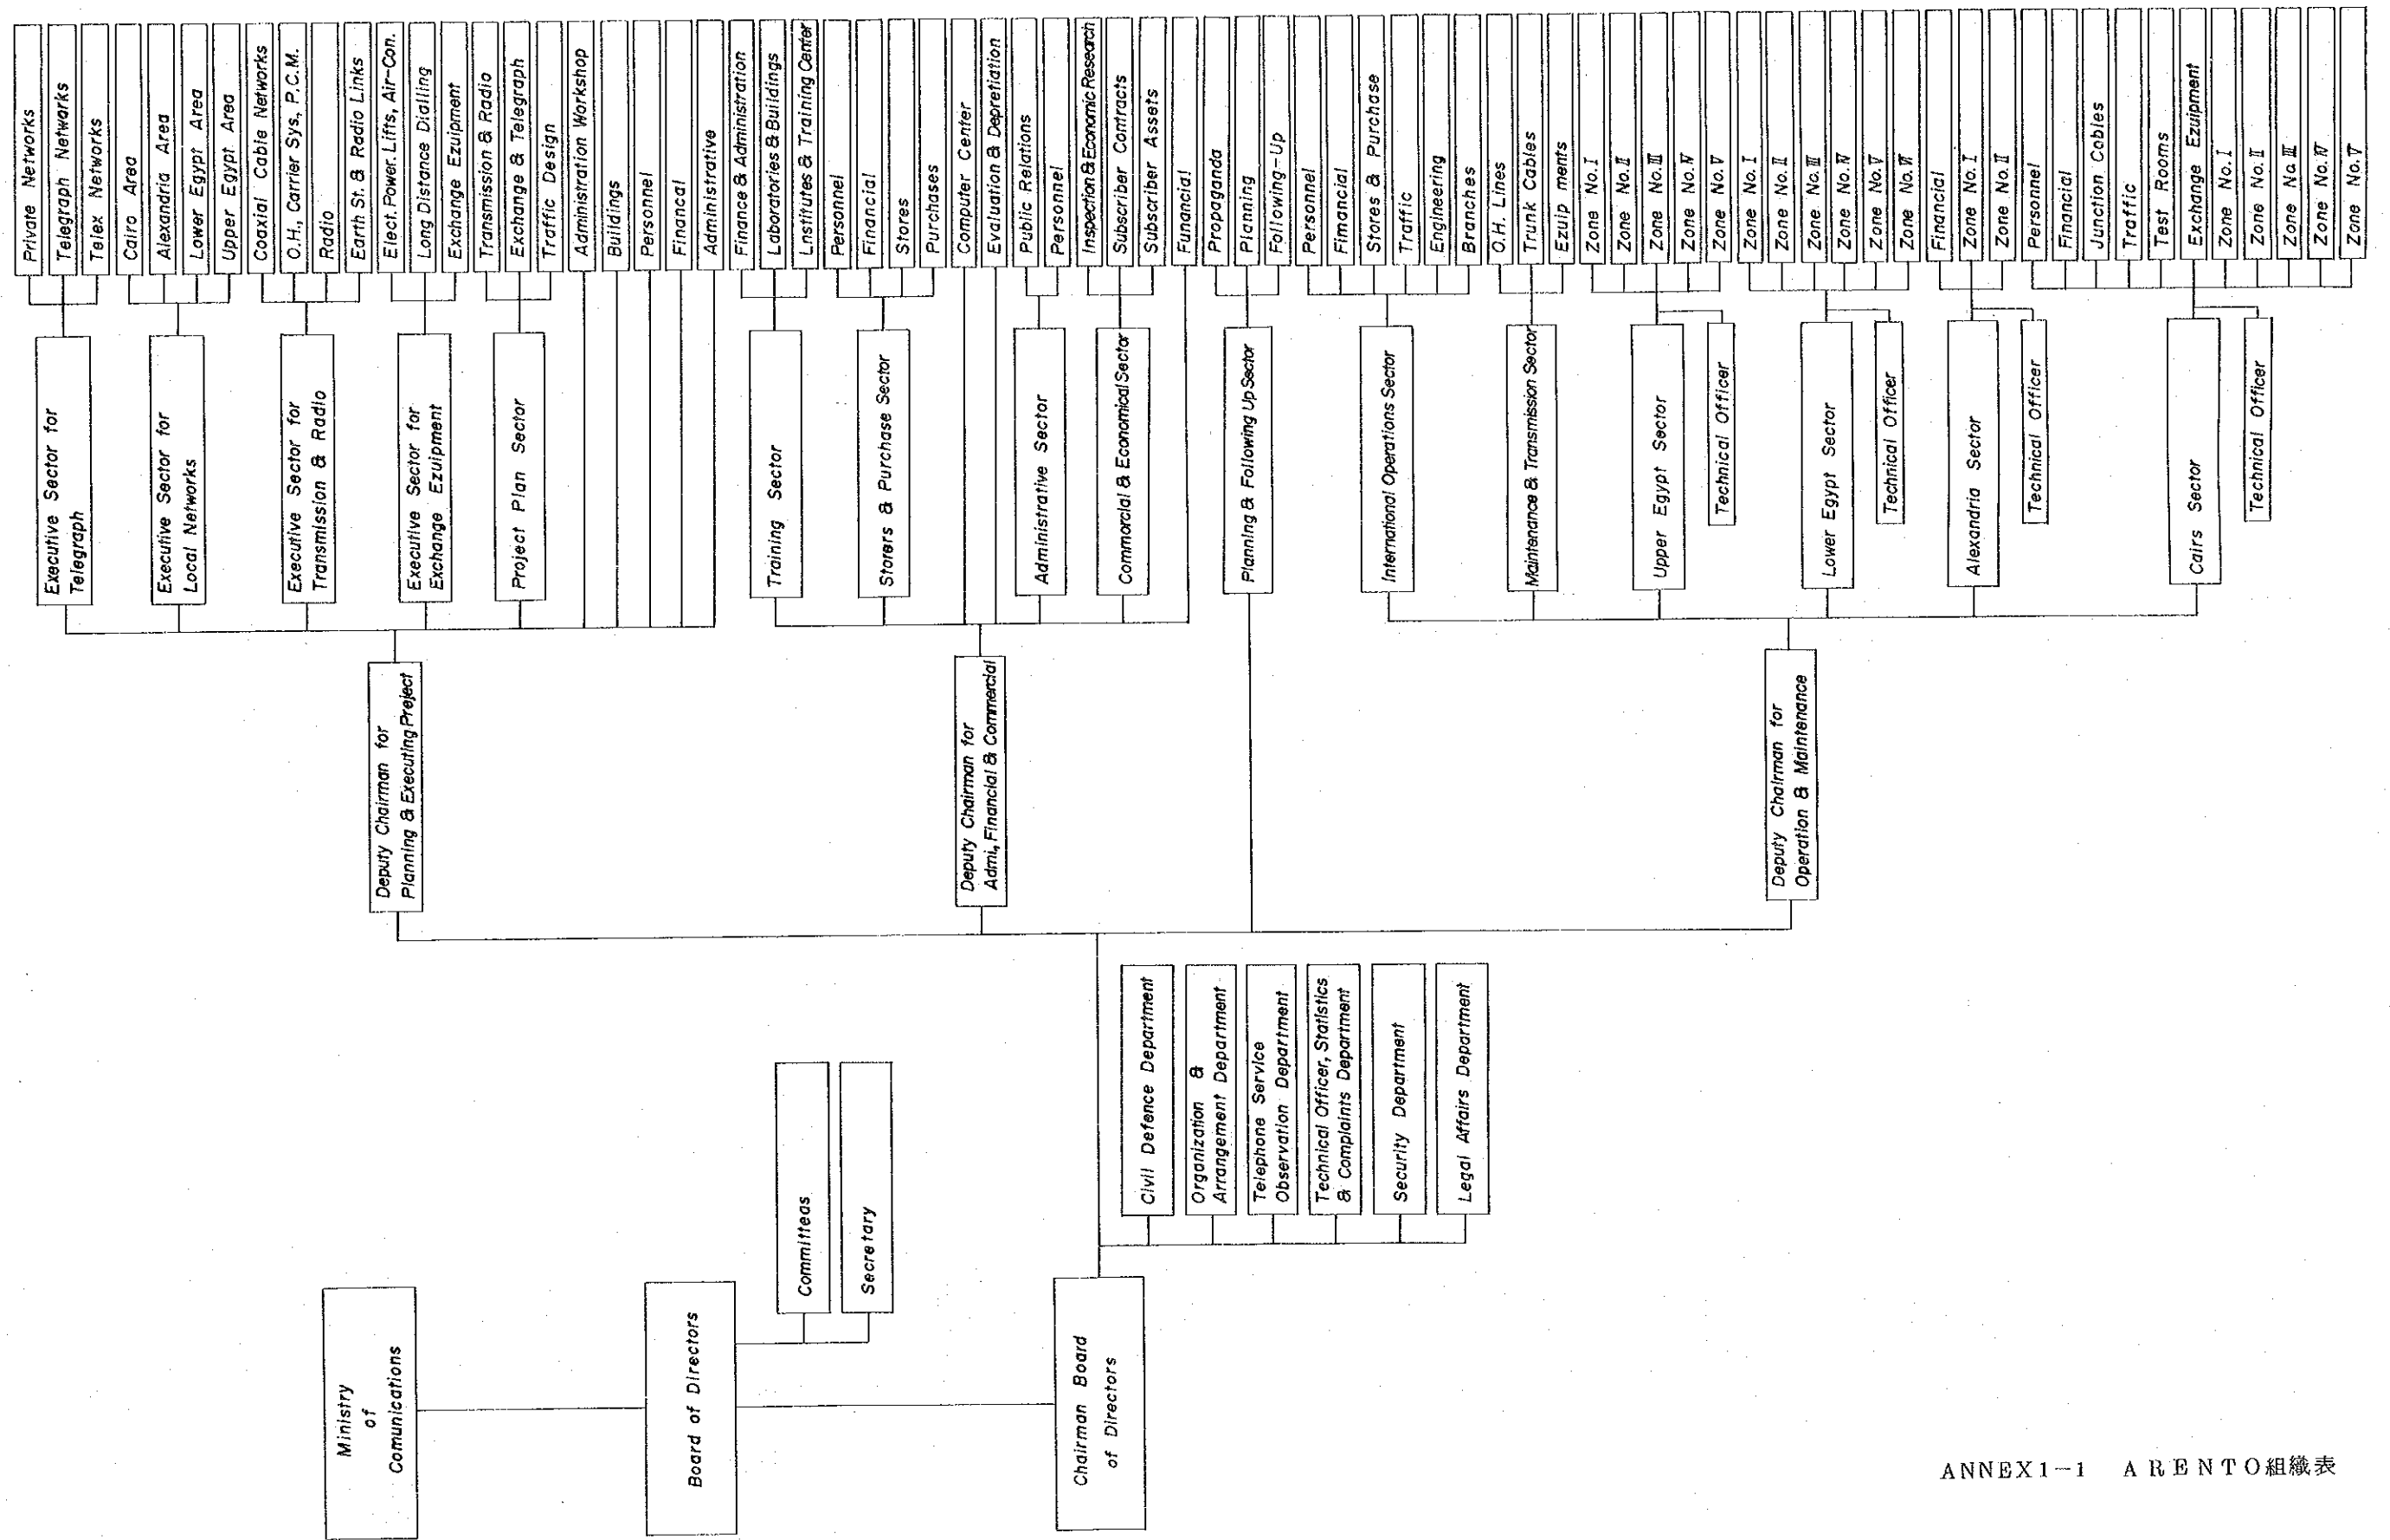 Ministry
of
Comunications
Board of Directors
Committeas
Secretary
Chairman Board
of Directors
Civil Defence Department
Organization &
Arrangement Department
Telephone Service
Observation Department
Technical Officer, Statistics
& Complaints Department
Security Department
Legal Affairs Department
Deputy Chairman for
Planning & Executing Preject
Deputy Chairman for
Admi, Financial & Commercial
Deputy Chairman for
Operation & Maintenance
Executive Sector for
Telegraph
Executive Sector for
Local Networks
Executive Sector for
Transmission & Radio
Executive Sector for
Exchange Ezuipment
Project Plan Sector
Training Sector
Storers & Purchase Sector
Administrative Sector
Commorcial & Economical Sector
Planning & Following Up Sector
International Operations Sector
Maintenance & Transmission Sector
Upper Egypt Sector
Technical Officer
Lower Egypt Sector
Technical Officer
Alexandria Sector
Technical Officer
Cairs Sector
Technical Officer
Private Networks
Telegraph Networks
Telex Networks
Cairo Area
Alexandria Area
Lower Egypt Area
Upper Egypt Area
Coaxial Cable Networks
O.H., Carrier Sys, P.C.M.
Radio
Earth St. & Radio Links
Elect. Power. Lifts, Air-Con.
Long Distance Dialling
Exchange Ezuipment
Transmission & Radio
Exchange & Telegraph
Traffic Design
Administration Workshop
Buildings
Personnel
Financal
Administrative
Finance & Administration
Laboratories & Buildings
Lnstitutes & Training Center
Personnel
Financial
Stores
Purchases
Computer Center
Evaluation & Depretiation
Public Relations
Personnel
Inspection & Economic Research
Subscriber Contracts
Subscriber Assets
Funancial
Propaganda
Planning
Following-Up
Personnel
Fimancial
Stores & Purchase
Traffic
Engineering
Branches
O.H. Lines
Trunk Cables
Ezuip ments
Zone No. I
Zone No. II
Zone No. III
Zone No. IV
Zone No. V
Zone No. I
Zone No. II
Zone No. III
Zone No. IV
Zone No. V
Zone No. VI
Financial
Zone No. I
Zone No. II
Personnel
Financial
Junction Cobles
Traffic
Test Rooms
Exchange Ezuipment
Zone No. I
Zone No. II
Zone No. III
Zone No. IV
Zone No. V
ANNEX1-1 ARENTO組織表